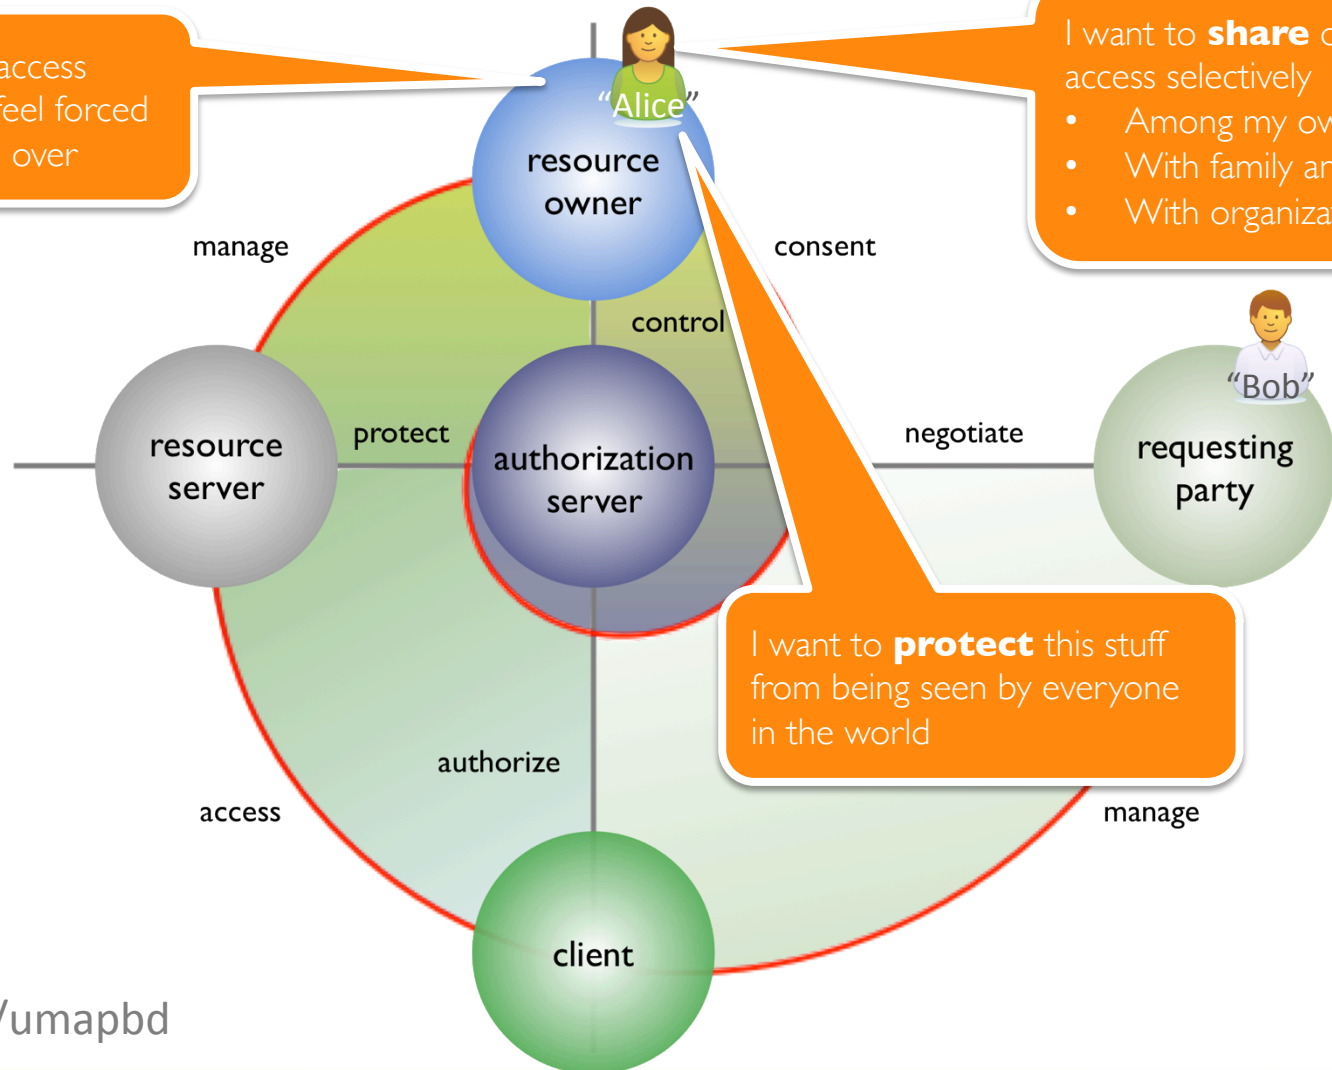 access
feel forced
over
"Alice"
I want to share
access selectively
• Among my
• With family
• With
resource
owner
manage
consent
control
"Bob"
resource
server
protect
authorization
server
negotiate
requesting
party
I want to protect this stuff
from being seen by everyone
in the world
authorize
access
manage
client
/umapbd